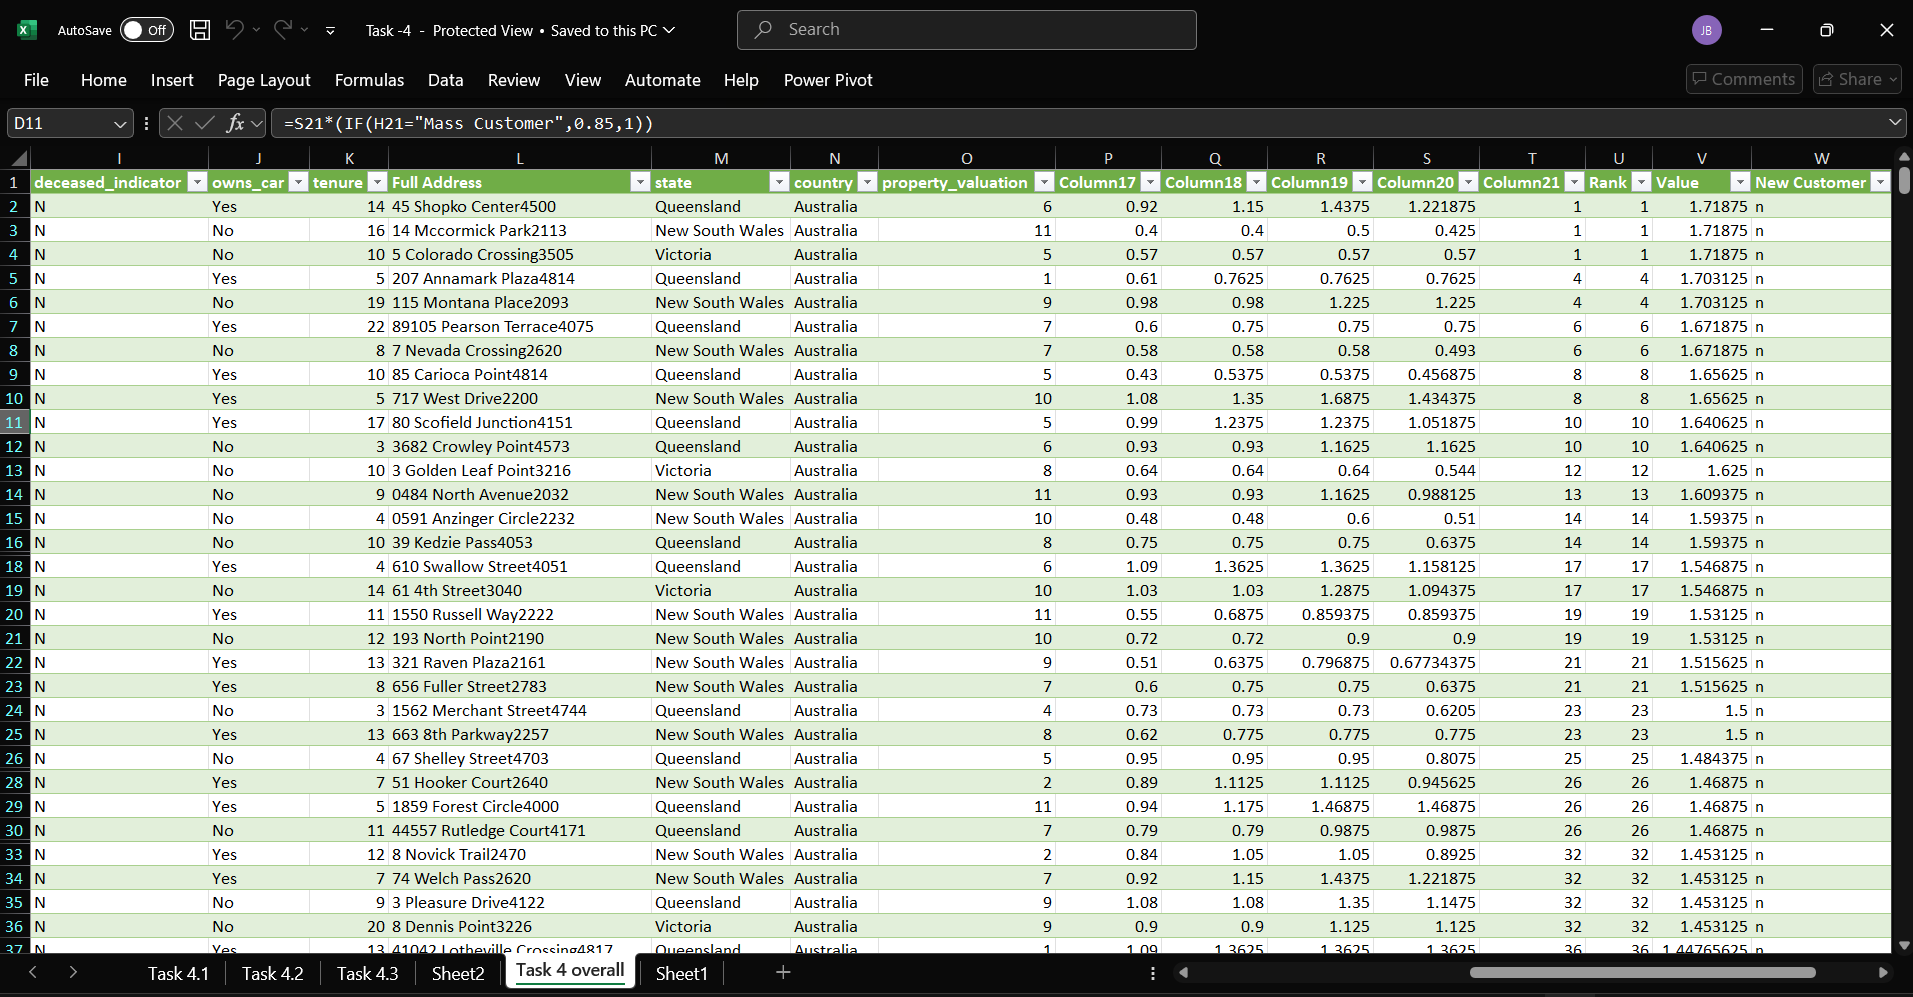 AutoSave Off Task -4 - Protected View • Saved to this PC Search JB
File Home Insert Page Layout Formulas Data Review View Automate Help Power Pivot Comments Share
D11 fx =S21*(IF(H21="Mass Customer",0.85,1))
I J K L M N O P Q R S T U V W
1 deceased_indicator owns_car tenure Full Address state country property_valuation Column17 Column18 Column19 Column20 Column21 Rank Value New Customer
2 N Yes 14 45 Shopko Center4500 Queensland Australia 6 0.92 1.15 1.4375 1.221875 1 1 1.71875 n
3 N No 16 14 Mccormick Park2113 New South Wales Australia 11 0.4 0.4 0.5 0.425 1 1 1.71875 n
4 N No 10 5 Colorado Crossing3505 Victoria Australia 5 0.57 0.57 0.57 0.57 1 1 1.71875 n
5 N Yes 5 207 Annamark Plaza4814 Queensland Australia 1 0.61 0.7625 0.7625 0.7625 4 4 1.703125 n
6 N No 19 115 Montana Place2093 New South Wales Australia 9 0.98 0.98 1.225 1.225 4 4 1.703125 n
7 N Yes 22 89105 Pearson Terrace4075 Queensland Australia 7 0.6 0.75 0.75 0.75 6 6 1.671875 n
8 N No 8 7 Nevada Crossing2620 New South Wales Australia 7 0.58 0.58 0.58 0.493 6 6 1.671875 n
9 N Yes 10 85 Carioca Point4814 Queensland Australia 5 0.43 0.5375 0.5375 0.456875 8 8 1.65625 n
10 N Yes 5 717 West Drive2200 New South Wales Australia 10 1.08 1.35 1.6875 1.434375 8 8 1.65625 n
11 N Yes 17 80 Scofield Junction4151 Queensland Australia 5 0.99 1.2375 1.2375 1.051875 10 10 1.640625 n
12 N No 3 3682 Crowley Point4573 Queensland Australia 6 0.93 0.93 1.1625 1.1625 10 10 1.640625 n
13 N No 10 3 Golden Leaf Point3216 Victoria Australia 8 0.64 0.64 0.64 0.544 12 12 1.625 n
14 N No 9 0484 North Avenue2032 New South Wales Australia 11 0.93 0.93 1.1625 0.988125 13 13 1.609375 n
15 N No 4 0591 Anzinger Circle2232 New South Wales Australia 10 0.48 0.48 0.6 0.51 14 14 1.59375 n
16 N No 10 39 Kedzie Pass4053 Queensland Australia 8 0.75 0.75 0.75 0.6375 14 14 1.59375 n
18 N Yes 4 610 Swallow Street4051 Queensland Australia 6 1.09 1.3625 1.3625 1.158125 17 17 1.546875 n
19 N No 14 61 4th Street3040 Victoria Australia 10 1.03 1.03 1.2875 1.094375 17 17 1.546875 n
20 N Yes 11 1550 Russell Way2222 New South Wales Australia 11 0.55 0.6875 0.859375 0.859375 19 19 1.53125 n
21 N No 12 193 North Point2190 New South Wales Australia 10 0.72 0.72 0.9 0.9 19 19 1.53125 n
22 N Yes 13 321 Raven Plaza2161 New South Wales Australia 9 0.51 0.6375 0.796875 0.67734375 21 21 1.515625 n
23 N Yes 8 656 Fuller Street2783 New South Wales Australia 7 0.6 0.75 0.75 0.6375 21 21 1.515625 n
24 N No 3 1562 Merchant Street4744 Queensland Australia 4 0.73 0.73 0.73 0.6205 23 23 1.5 n
25 N Yes 13 663 8th Parkway2257 New South Wales Australia 8 0.62 0.775 0.775 0.775 23 23 1.5 n
26 N No 4 67 Shelley Street4703 Queensland Australia 5 0.95 0.95 0.95 0.8075 25 25 1.484375 n
28 N Yes 7 51 Hooker Court2640 New South Wales Australia 2 0.89 1.1125 1.1125 0.945625 26 26 1.46875 n
29 N Yes 5 1859 Forest Circle4000 Queensland Australia 11 0.94 1.175 1.46875 1.46875 26 26 1.46875 n
30 N No 11 44557 Rutledge Court4171 Queensland Australia 7 0.79 0.79 0.9875 0.9875 26 26 1.46875 n
33 N Yes 12 8 Novick Trail2470 New South Wales Australia 2 0.84 1.05 1.05 0.8925 32 32 1.453125 n
34 N Yes 7 74 Welch Pass2620 New South Wales Australia 7 0.92 1.15 1.4375 1.221875 32 32 1.453125 n
35 N No 9 3 Pleasure Drive4122 Queensland Australia 9 1.08 1.08 1.35 1.1475 32 32 1.453125 n
36 N No 20 8 Dennis Point3226 Victoria Australia 9 0.9 0.9 1.125 1.125 32 32 1.453125 n
37 N Yes 13 41042 Lotheville Crossing4817 Queensland Australia 1 1.09 1.3625 1.3625 1.3625 36 36 1.44765625 n
Task 4.1 Task 4.2 Task 4.3 Sheet2 Task 4 overall Sheet1